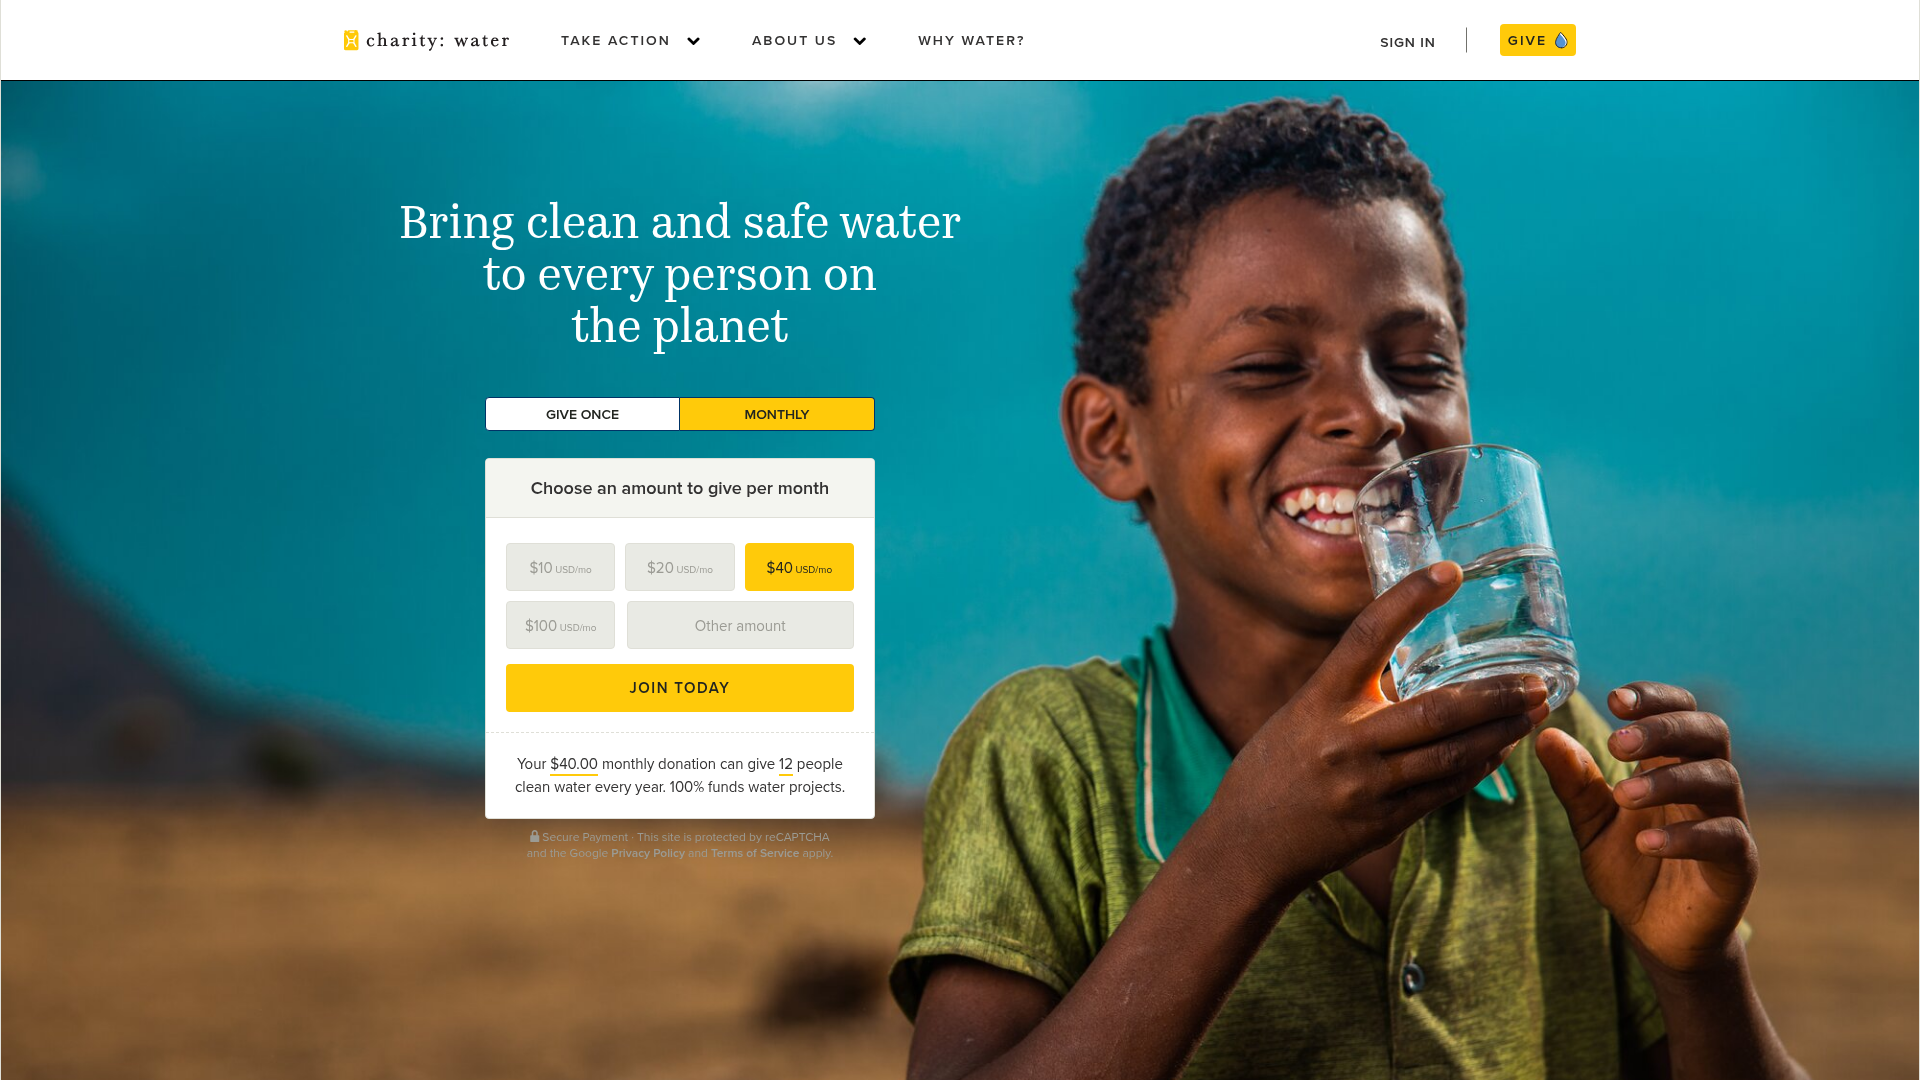 charity: water
TAKE ACTION
ABOUT US
WHY WATER?
SIGN IN
GIVE
Bring clean and safe water
to every person on
the planet
GIVE ONCE
MONTHLY
Choose an amount to give per month
$10 USD/mo
$20 USD/mo
$40 USD/mo
$100 USD/mo
Other amount
JOIN TODAY
Your $40.00 monthly donation can give 12 people
clean water every year. 100% funds water projects.
Secure Payment · This site is protected by reCAPTCHA
and the Google Privacy Policy and Terms of Service apply.